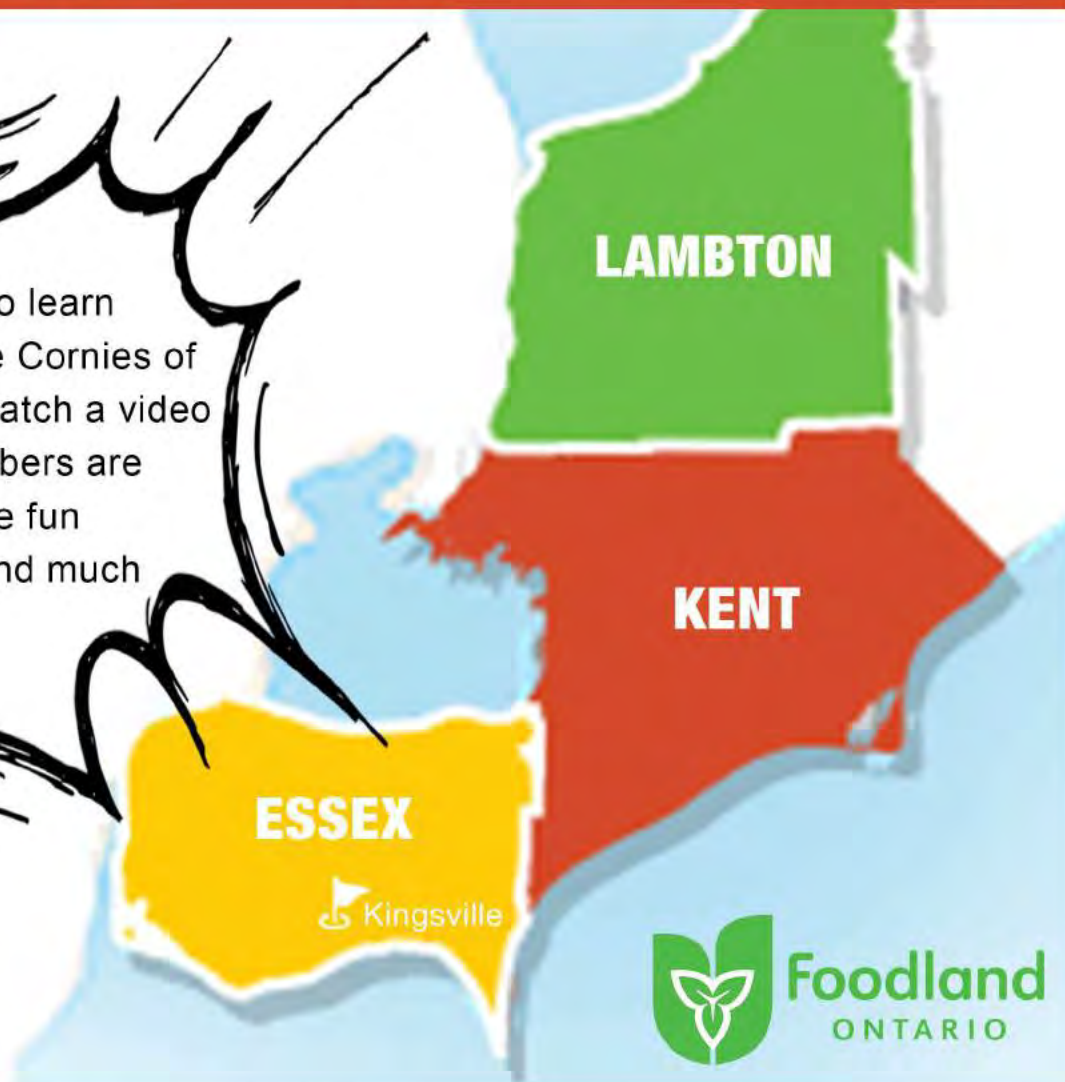 LAMBTON
o learn
e Cornies of
atch a video
bers are
e fun
nd much
KENT
ESSEX
Kingsville
Foodland
ONTARIO